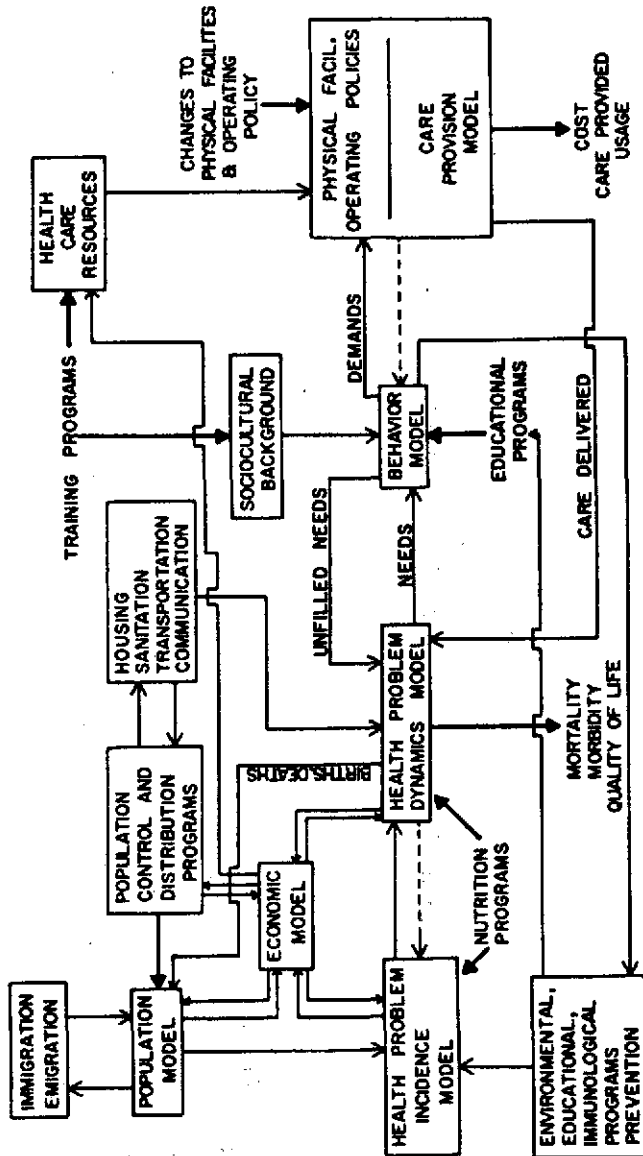 IMMIGRATION
EMIGRATION
POPULATION
MODEL
POPULATION
CONTROL AND
DISTRIBUTION
PROGRAMS
HOUSING
SANITATION
TRANSPORTATION
COMMUNICATION
TRAINING PROGRAMS
HEALTH
CARE
RESOURCES
SOCIOCULTURAL
BACKGROUND
CHANGES TO
PHYSICAL FACILITES
& OPERATING
POLICY
ECONOMIC
MODEL
BIRTHS,DEATHS
UNFILLED NEEDS
DEMANDS
PHYSICAL FACIL,
OPERATING POLICIES
CARE
PROVISION
MODEL
HEALTH PROBLEM
INCIDENCE
MODEL
HEALTH PROBLEM
DYNAMICS MODEL
NEEDS
BEHAVIOR
MODEL
NUTRITION
PROGRAMS
EDUCATIONAL
PROGRAMS
CARE DELIVERED
ENVIRONMENTAL,
EDUCATIONAL,
IMMUNOLOGICAL
PROGRAMS
PREVENTION
MORTALITY
MORBIDITY
QUALITY OF LIFE
COST
CARE PROVIDED
USAGE